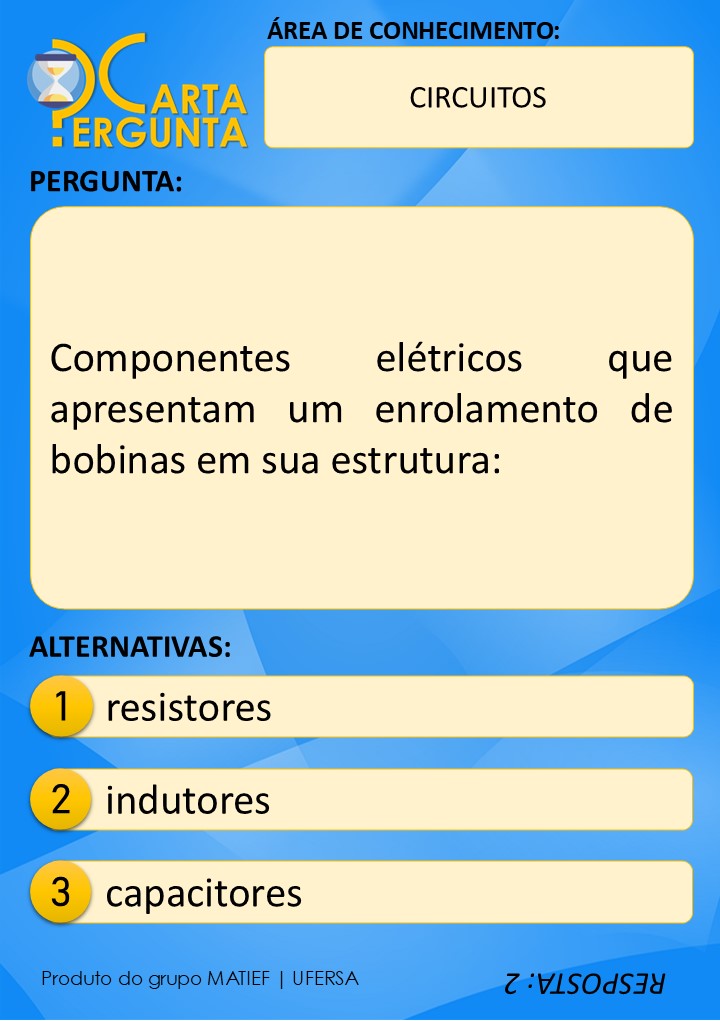 ÁREA DE CONHECIMENTO:
CARTA
PERGUNTA
CIRCUITOS
PERGUNTA:
Componentes elétricos que
apresentam um enrolamento de
bobinas em sua estrutura:
ALTERNATIVAS:
1 resistores
2 indutores
3 capacitores
Produto do grupo MATIEF | UFERSA
RESPOSTA: 2